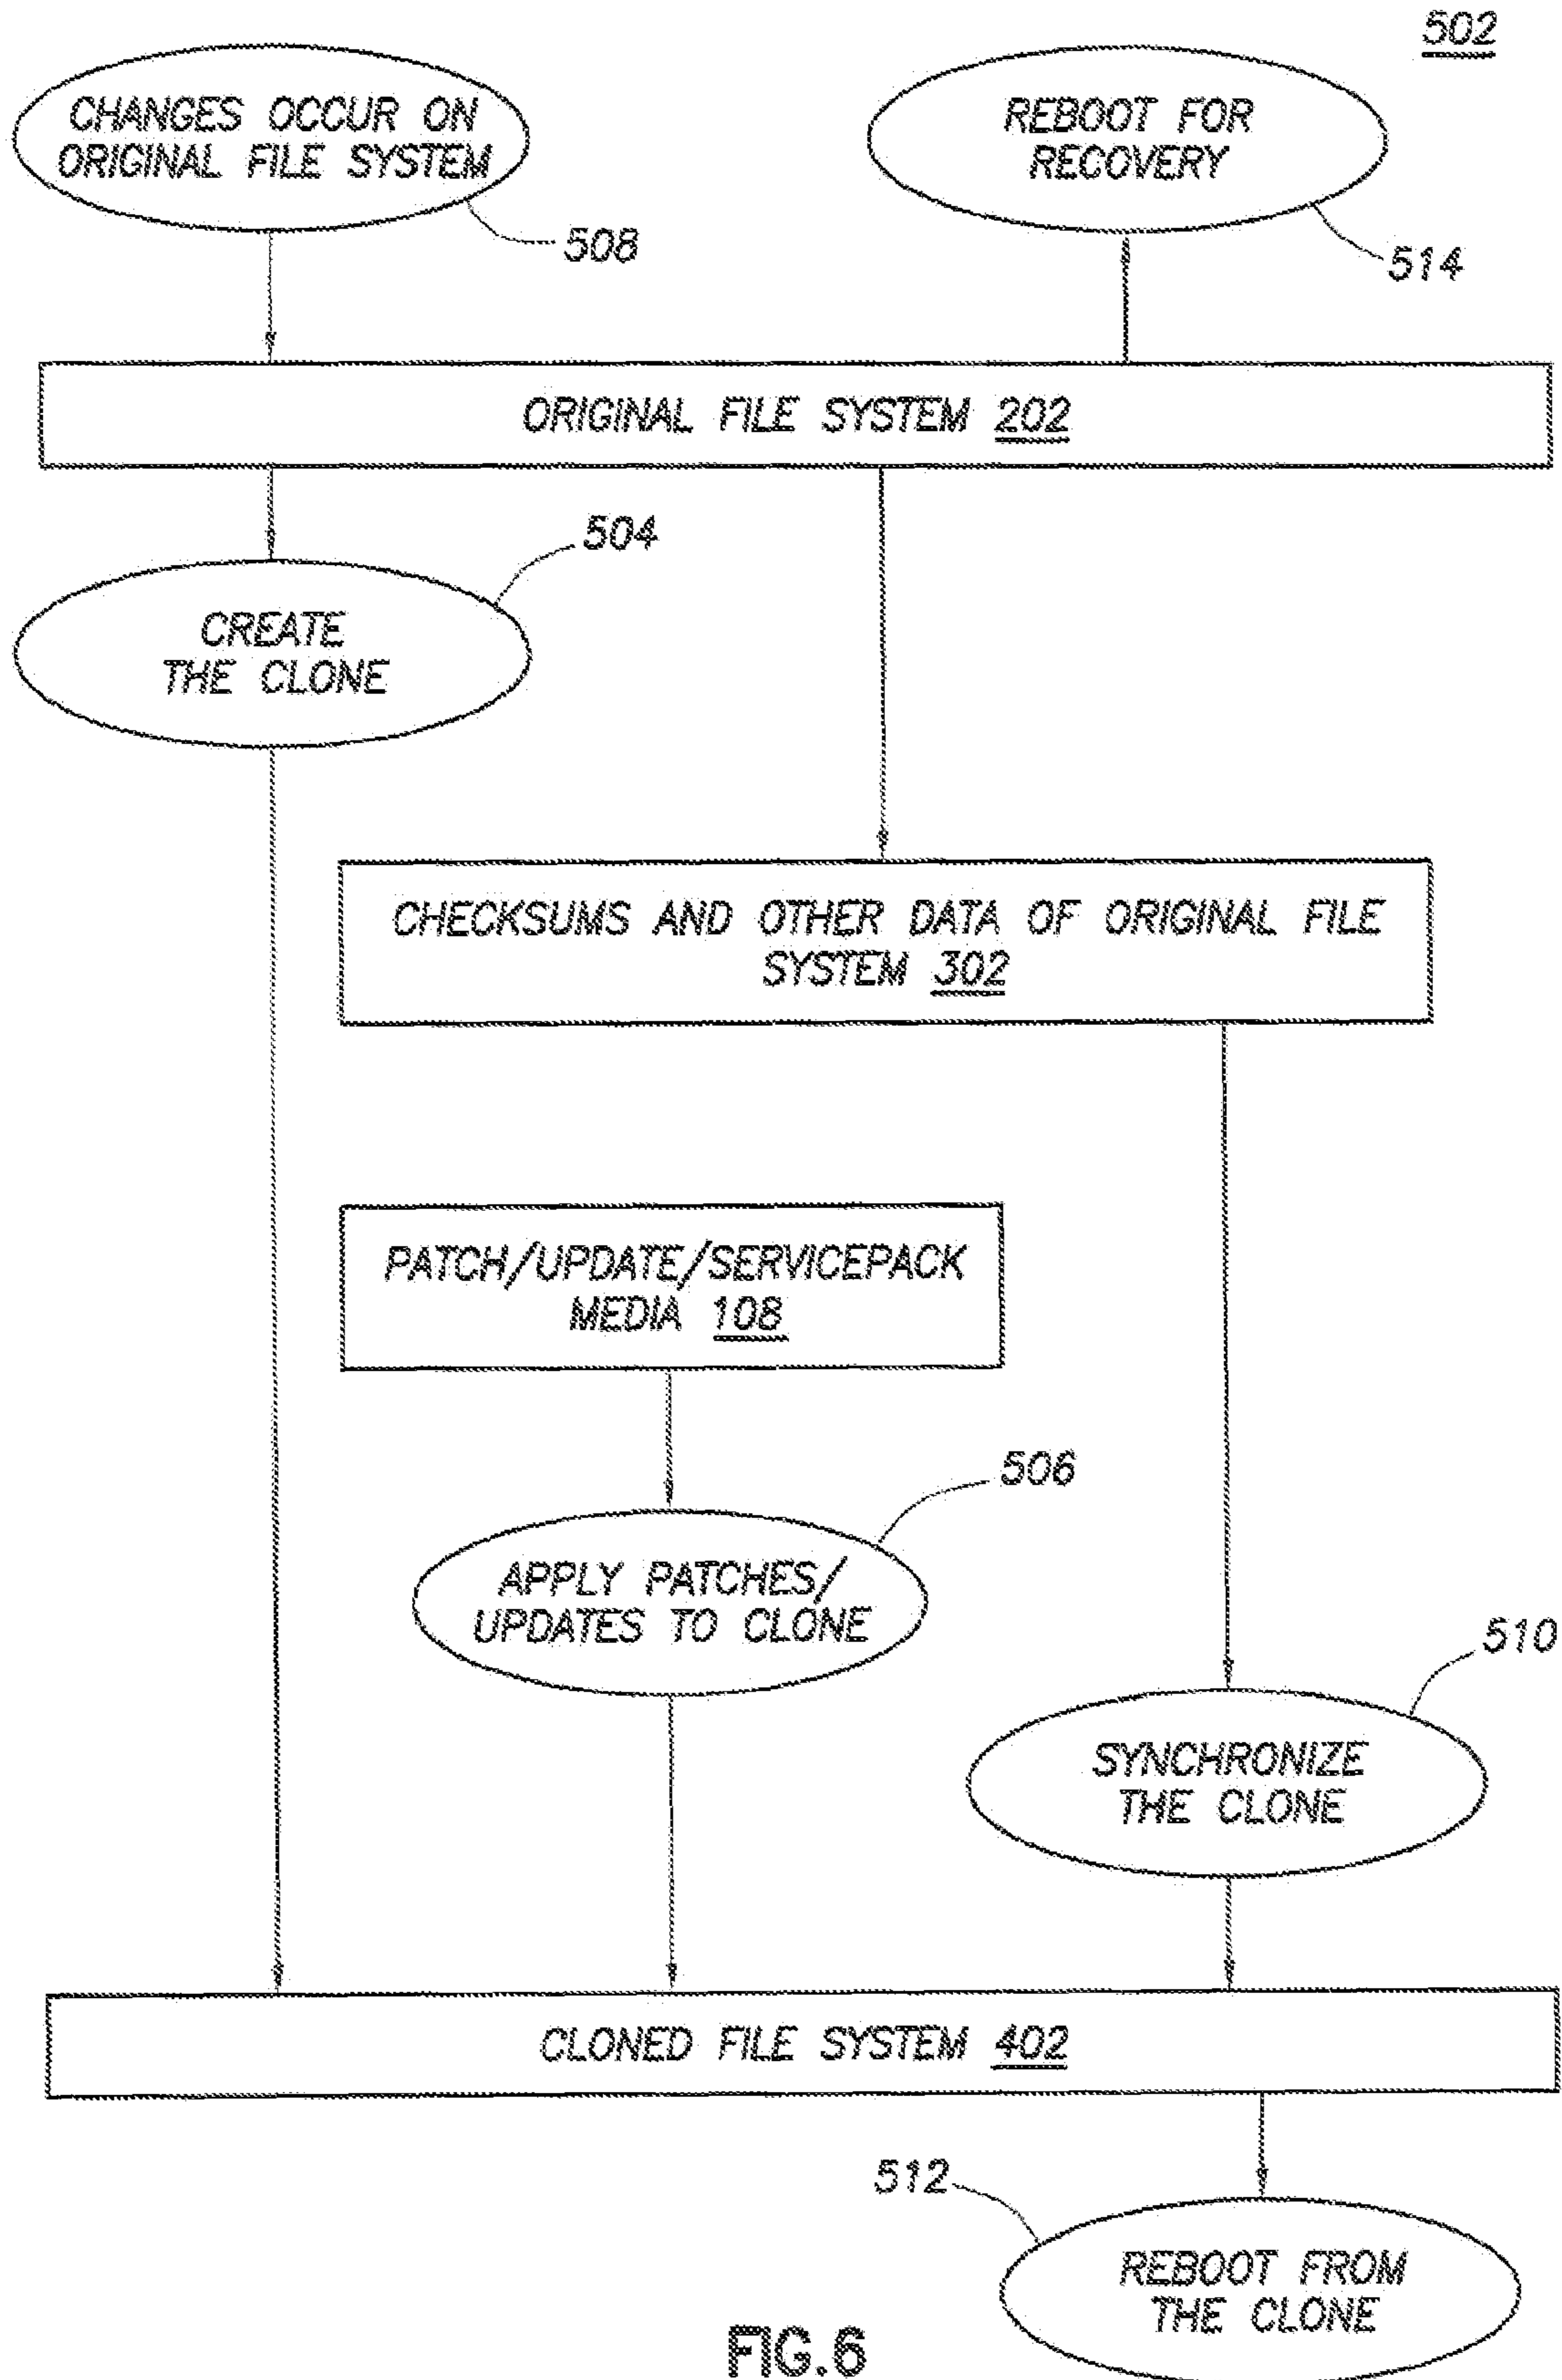 502
CHANGES OCCUR ON
ORIGINAL FILE SYSTEM
508
REBOOT FOR
RECOVERY
514
ORIGINAL FILE SYSTEM 202
504
CREATE
THE CLONE
CHECKSUMS AND OTHER DATA OF ORIGINAL FILE
SYSTEM 302
PATCH/UPDATE/SERVICEPACK
MEDIA 108
506
APPLY PATCHES/
UPDATES TO CLONE
510
SYNCHRONIZE
THE CLONE
CLONED FILE SYSTEM 402
512
REBOOT FROM
THE CLONE
FIG.6